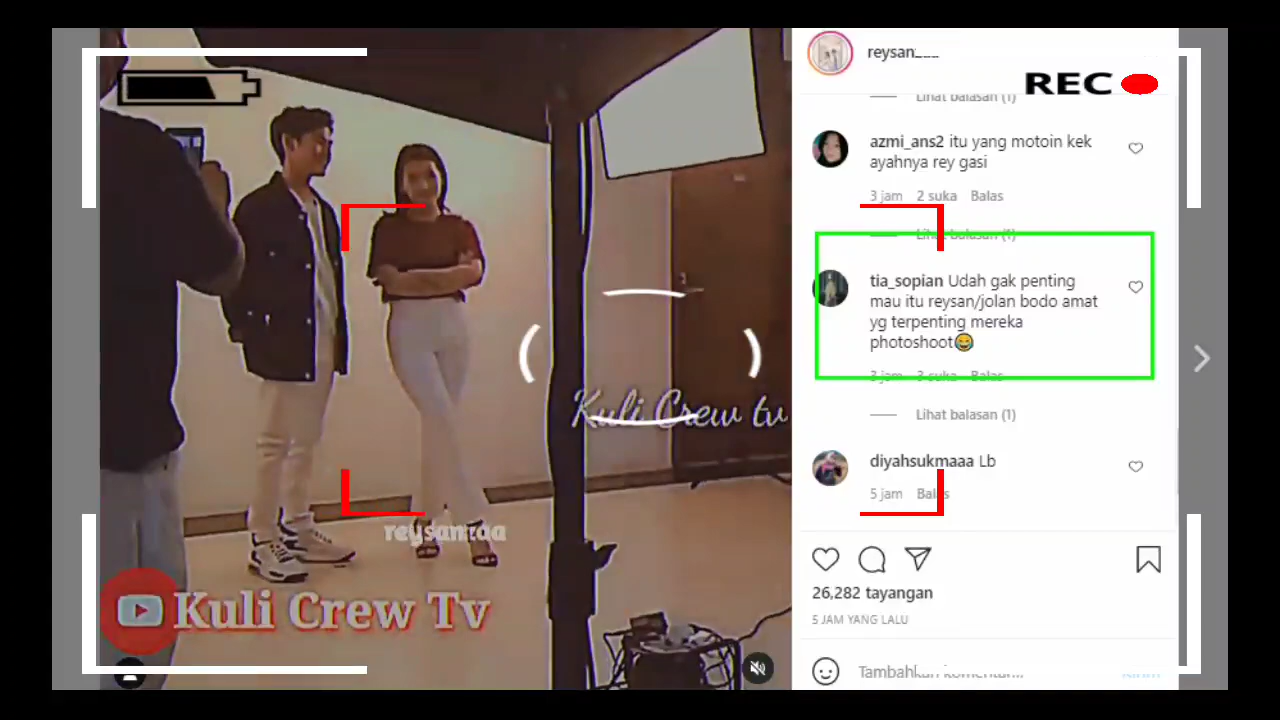 reysanzaa
REC
Lihat balasan (1)
azmi_ans2 itu yang motoin kek
ayahnya rey gasi
3 jam 2 suka Balas
Lihat balasan (1)
tia_sopian Udah gak penting
mau itu reysan/jolan bodo amat
yg terpenting mereka
photoshoot😂
3 jam 3 suka Balas
Lihat balasan (1)
diyahsukmaaa Lb
5 jam Balas
26,282 tayangan
5 JAM YANG LALU
Tambahkan komentar...
Kirim
Kuli Crew tv
reysanzaa
Kuli Crew Tv